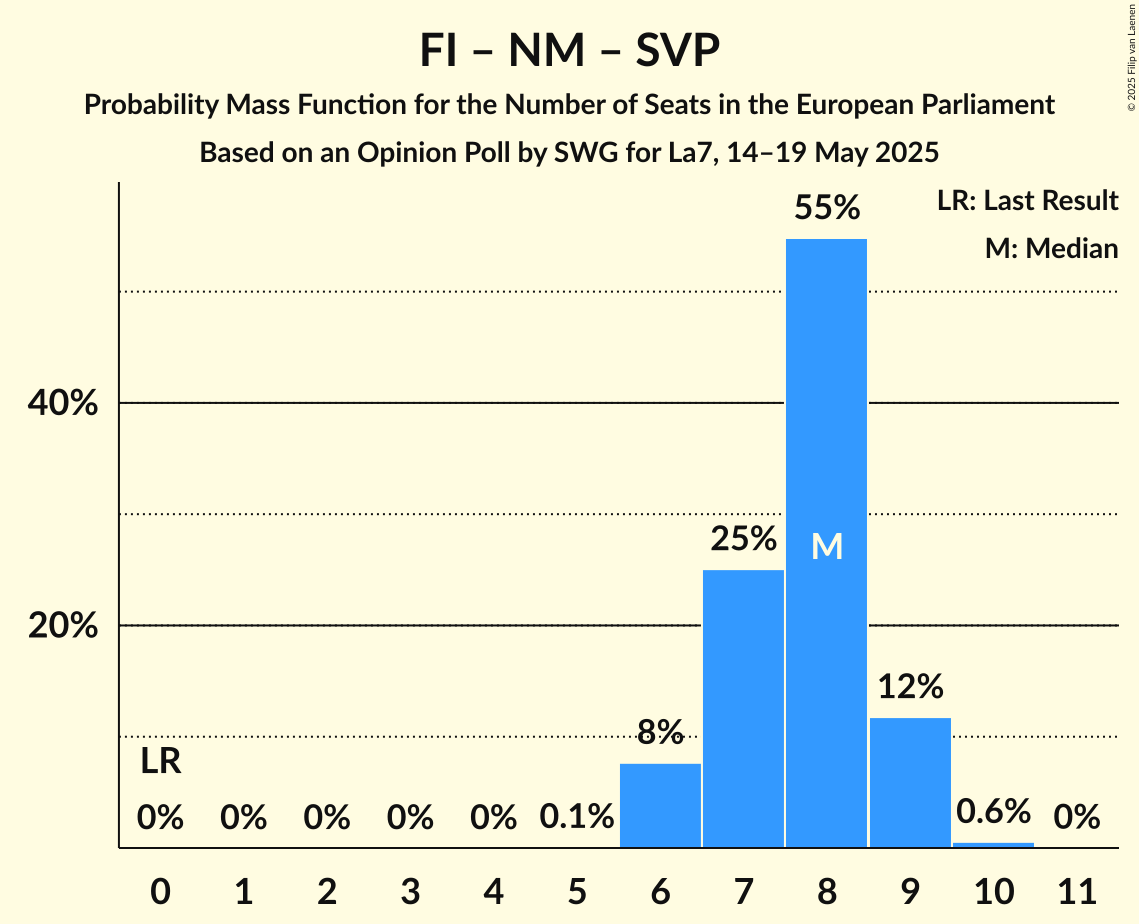 FI – NM – SVP
Probability Mass Function for the Number of Seats in the European Parliament
Based on an Opinion Poll by SWG for La7, 14–19 May 2025
© 2025 Filip van Laenen
LR: Last Result
M: Median
55%
40%
25%
M
20%
12%
8%
LR
0% 0% 0% 0% 0% 0.1% 0.6% 0%
0 1 2 3 4 5 6 7 8 9 10 11